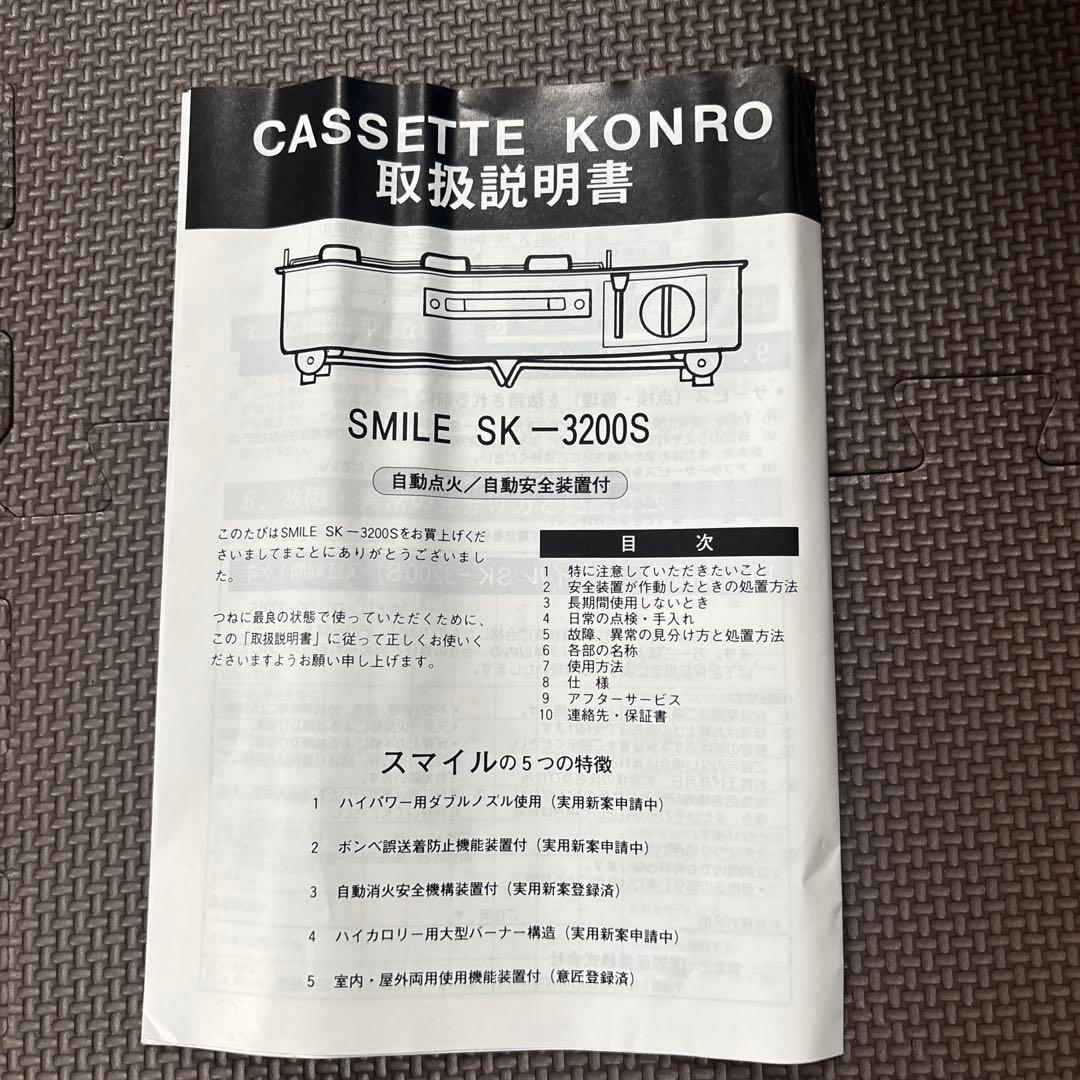 CASSETTE KONRO
取扱説明書
SMILE SK－3200S
自動点火／自動安全装置付
このたびはSMILE SK－3200Sをお買上げくだ
さいましてまことにありがとうございまし
た。
つねに最良の状態で使っていただくために、
この「取扱説明書」に従って正しくお使いく
ださいますようお願い申し上げます。
目 次
1 特に注意していただきたいこと
2 安全装置が作動したときの処置方法
3 長期間使用しないとき
4 日常の点検・手入れ
5 故障、異常の見分け方と処置方法
6 各部の名称
7 使用方法
8 仕 様
9 アフターサービス
10 連絡先・保証書
スマイルの5つの特徴
1 ハイパワー用ダブルノズル使用（実用新案申請中）
2 ボンベ誤送着防止機能装置付（実用新案申請中）
3 自動消火安全機構装置付（実用新案登録済）
4 ハイカロリー用大型バーナー構造（実用新案申請中）
5 室内・屋外両用使用機能装置付（意匠登録済）